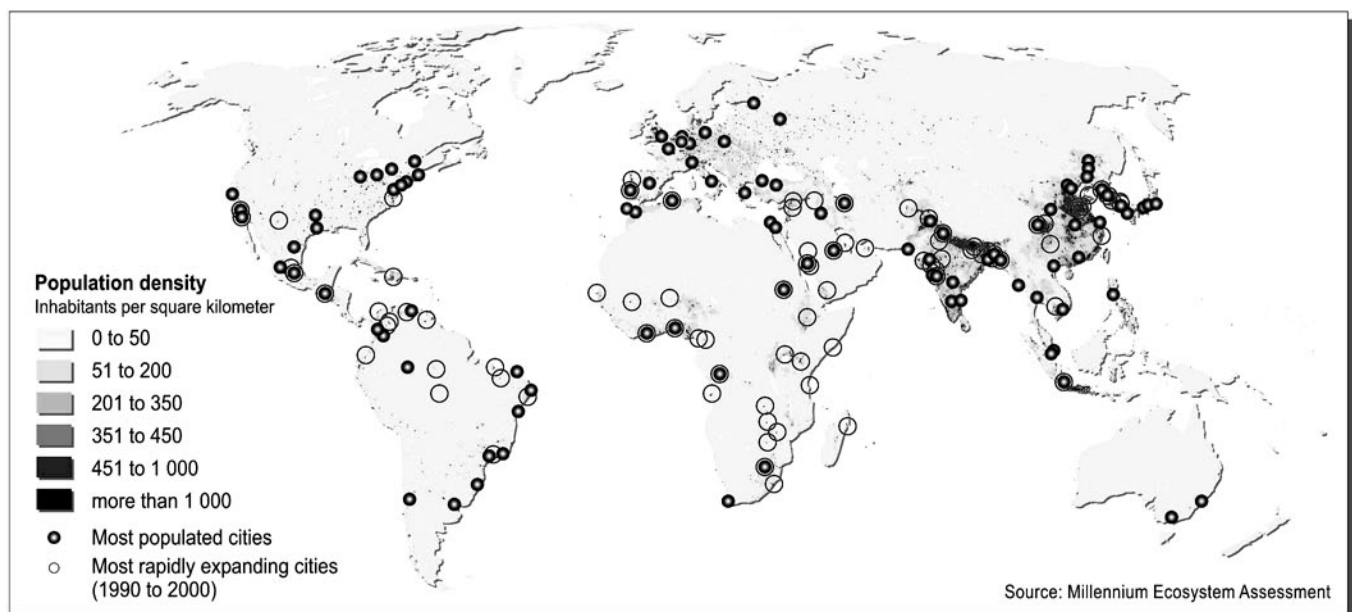 Population density
Inhabitants per square kilometer
0 to 50
51 to 200
201 to 350
351 to 450
451 to 1 000
more than 1 000
Most populated cities
Most rapidly expanding cities
(1990 to 2000)
Source: Millennium Ecosystem Assessment